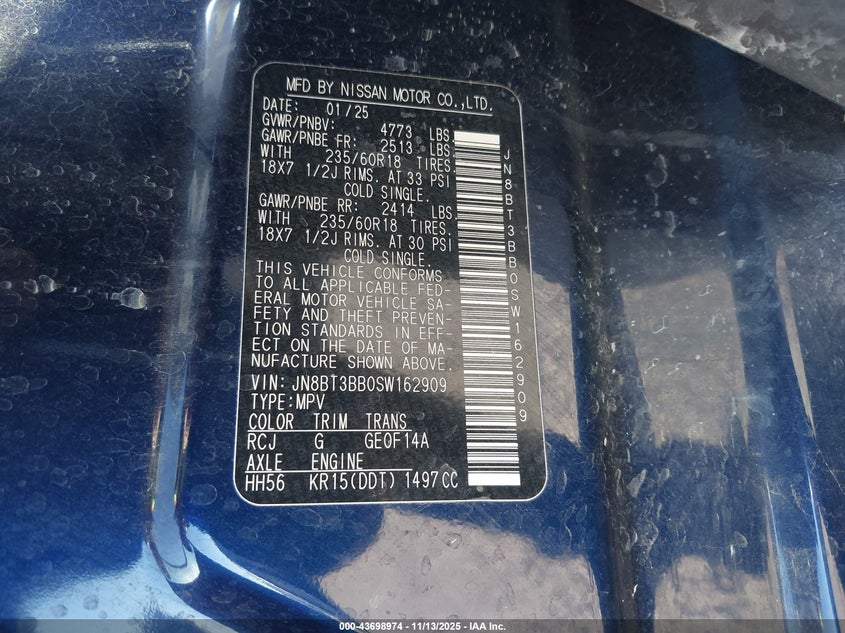 MFD BY NISSAN MOTOR CO.,LTD.
DATE: 01/25
GVWR/PNBV: 4773 LBS
GAWR/PNBE FR: 2513 LBS
WITH 235/60R18 TIRES.
18X7 1/2J RIMS. AT 33 PSI
COLD SINGLE.
GAWR/PNBE RR: 2414 LBS.
WITH 235/60R18 TIRES.
18X7 1/2J RIMS. AT 30 PSI
COLD SINGLE.
THIS VEHICLE CONFORMS
TO ALL APPLICABLE FED-
ERAL MOTOR VEHICLE SA-
FETY AND THEFT PREVEN-
TION STANDARDS IN EFF-
ECT ON THE DATE OF MA-
NUFACTURE SHOWN ABOVE.
VIN: JN8BT3BB0SW162909
TYPE:MPV
COLOR TRIM TRANS
RCJ G GE0F14A
AXLE ENGINE
HH56 KR15(DDT) 1497CC
JN8BT3BB0SW162909
000-43698974 - 11/13/2025 - IAA Inc.